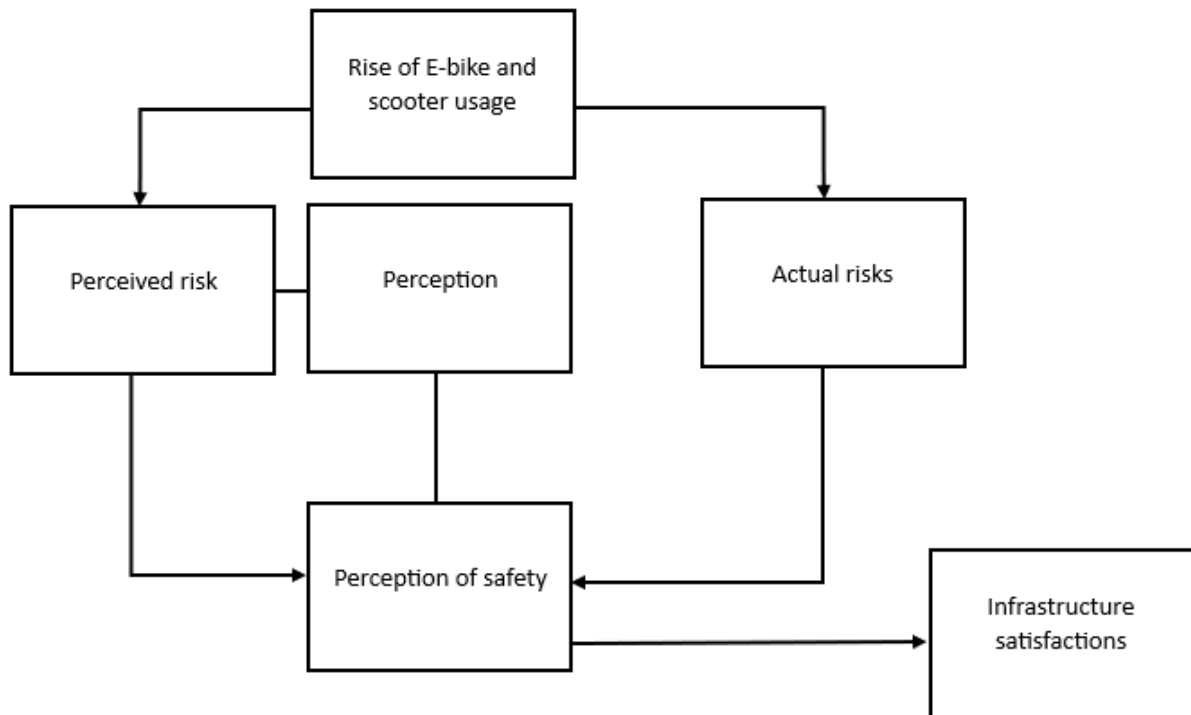 Rise of E-bike and
scooter usage
Perceived risk
Perception
Actual risks
Perception of safety
Infrastructure
satisfactions